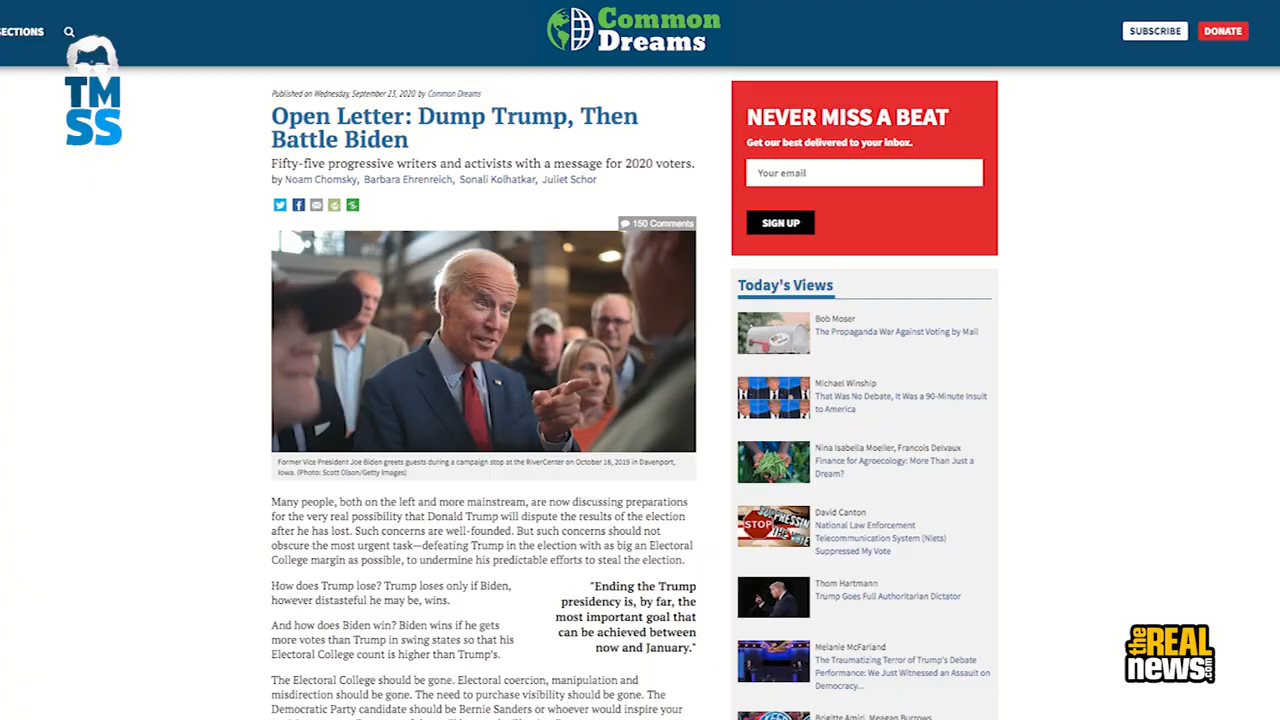 SECTIONS
Common
Dreams
SUBSCRIBE
DONATE
TM
SS
Published on Wednesday, September 23, 2020 by Common Dreams
Open Letter: Dump Trump, Then
Battle Biden
Fifty-five progressive writers and activists with a message for 2020 voters.
by Noam Chomsky, Barbara Ehrenreich, Sonali Kolhatkar, Juliet Schor
150 Comments
Former Vice President Joe Biden greets guests during a campaign stop at the RiverCenter on October 16, 2019 in Davenport,
Iowa. (Photo: Scott Olson/Getty Images)
Many people, both on the left and more mainstream, are now discussing preparations
for the very real possibility that Donald Trump will dispute the results of the election
after he has lost. Such concerns are well-founded. But such concerns should not
obscure the most urgent task—defeating Trump in the election with as big an Electoral
College margin as possible, to undermine his predictable efforts to steal the election.
How does Trump lose? Trump loses only if Biden,
however distasteful he may be, wins.
And how does Biden win? Biden wins if he gets
more votes than Trump in swing states so that his
Electoral College count is higher than Trump's.
"Ending the Trump
presidency is, by far, the
most important goal that
can be achieved between
now and January."
The Electoral College should be gone. Electoral coercion, manipulation and
misdirection should be gone. The need to purchase visibility should be gone. The
Democratic Party candidate should be Bernie Sanders or whoever would inspire your
NEVER MISS A BEAT
Get our best delivered to your inbox.
Your email
SIGN UP
Today's Views
Bob Moser
The Propaganda War Against Voting by Mail
Michael Winship
That Was No Debate, It Was a 90-Minute Insult
to America
Nina Isabella Moeller, Francois Delvaux
Finance for Agroecology: More Than Just a
Dream?
SUPPRESSIN
STOP
THE VOTE
David Canton
National Law Enforcement
Telecommunication System (Nlets)
Suppressed My Vote
Thom Hartmann
Trump Goes Full Authoritarian Dictator
Melanie McFarland
The Traumatizing Terror of Trump's Debate
Performance: We Just Witnessed an Assault on
Democracy...
Brigitte Amiri, Meagan Burrows
the REAL
news.com